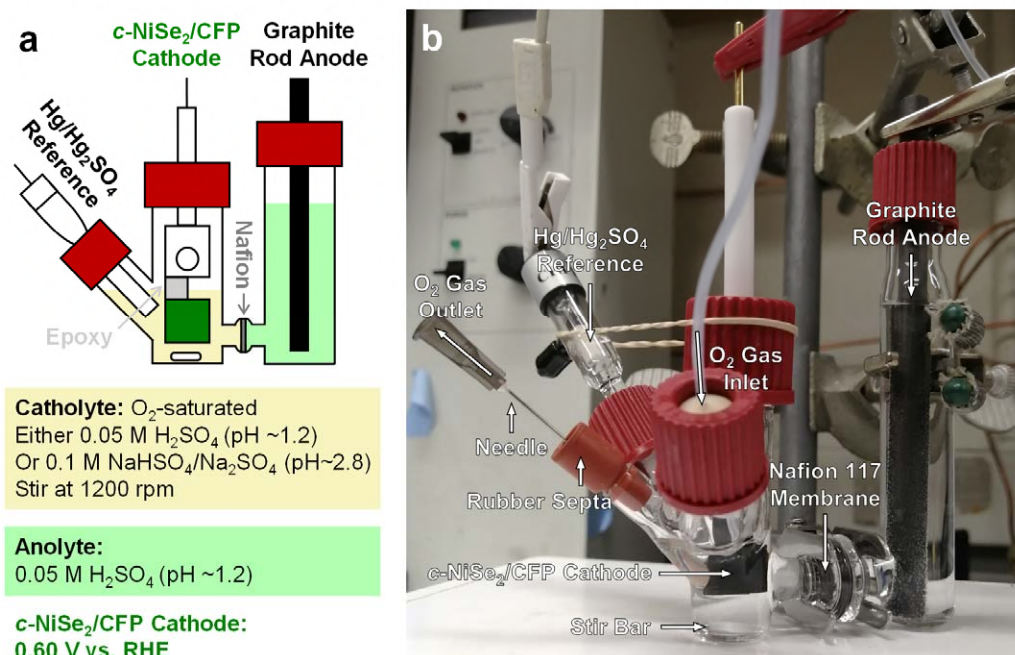 a
c-NiSe₂/CFP
Cathode
Graphite
Rod Anode
Hg/Hg₂SO₄
Reference
Nafion
Epoxy
Catholyte: O₂-saturated
Either 0.05 M H₂SO₄ (pH ~1.2)
Or 0.1 M NaHSO₄/Na₂SO₄ (pH~2.8)
Stir at 1200 rpm
Anolyte:
0.05 M H₂SO₄ (pH ~1.2)
c-NiSe₂/CFP Cathode:
0.60 V vs. RHE
b
Hg/Hg₂SO₄
Reference
Graphite
Rod Anode
O₂ Gas
Outlet
O₂ Gas
Inlet
Needle
Rubber Septa
Nafion 117
Membrane
c-NiSe₂/CFP Cathode
Stir Bar